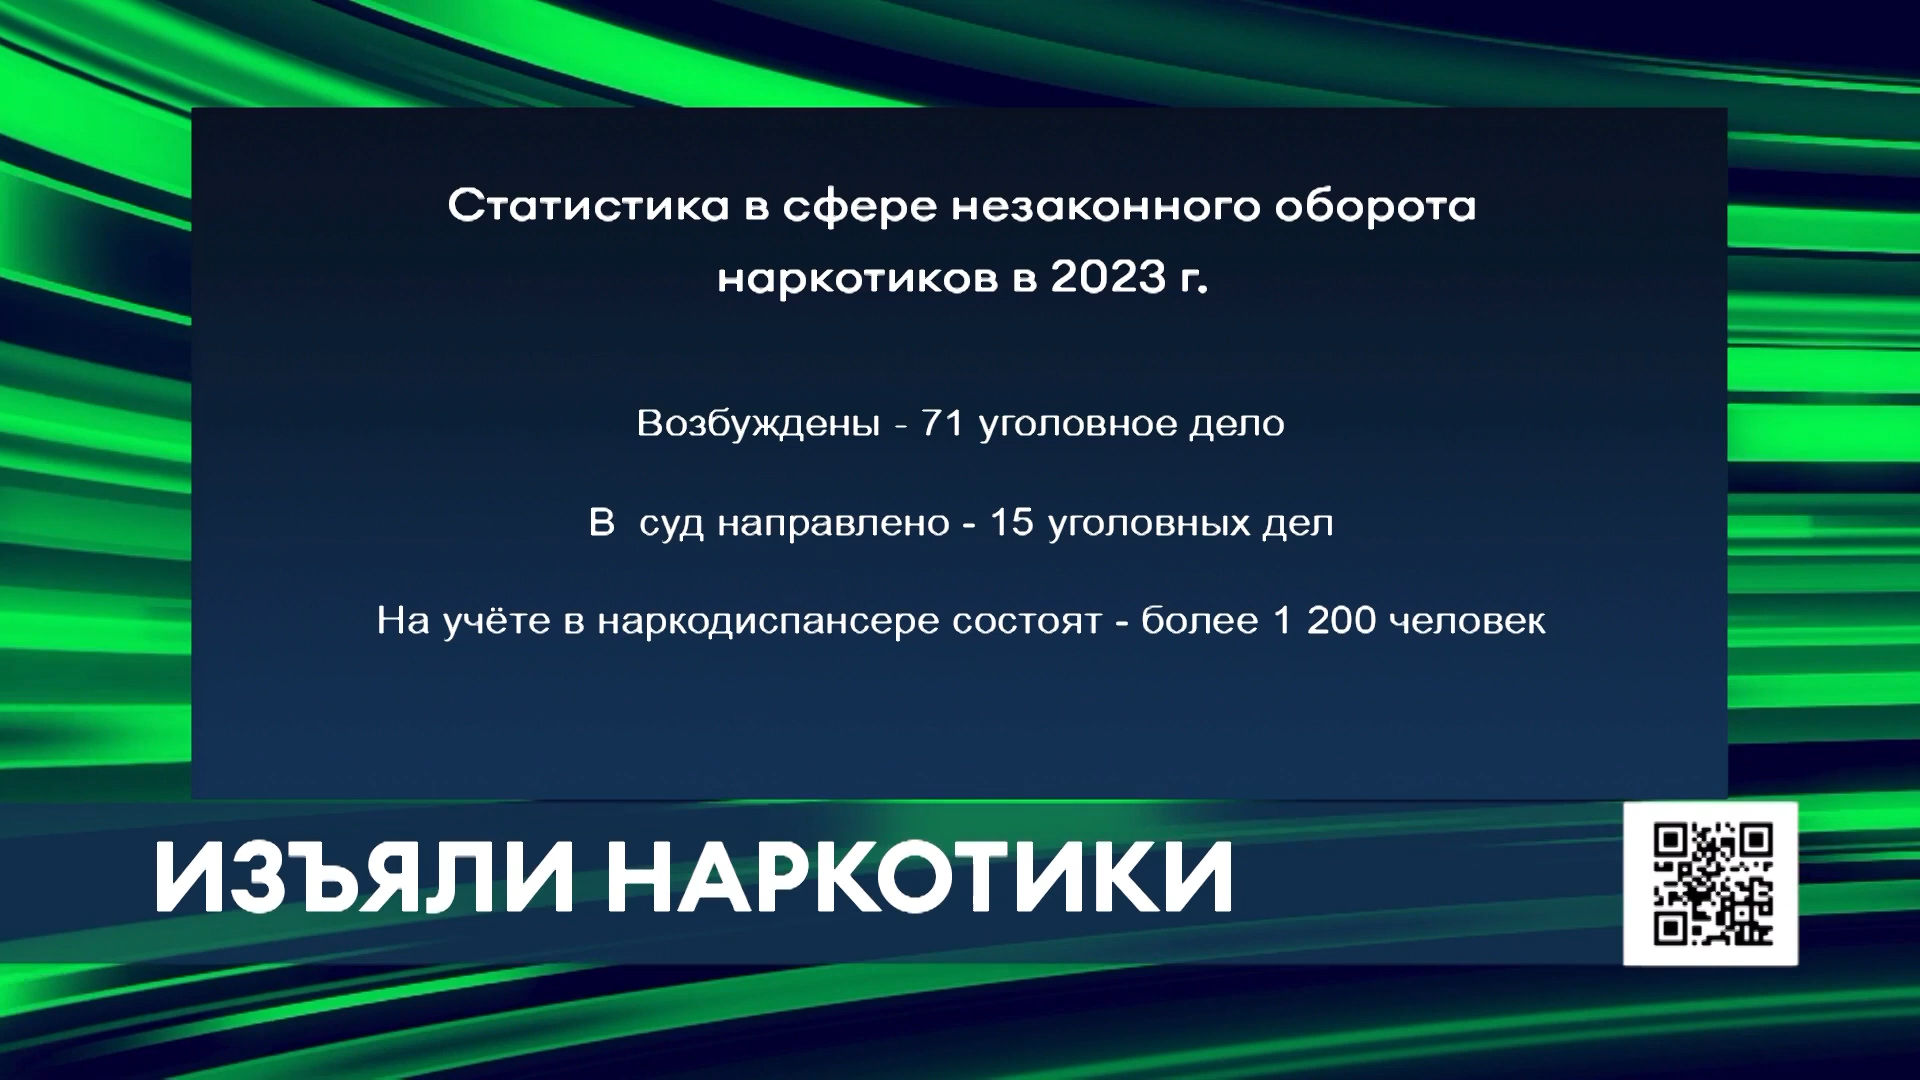 Статистика в сфере незаконного оборота
наркотиков в 2023 г.
Возбуждены - 71 уголовное дело
В  суд направлено - 15 уголовных дел
На учёте в наркодиспансере состоят - более 1 200 человек
ИЗЪЯЛИ НАРКОТИКИ